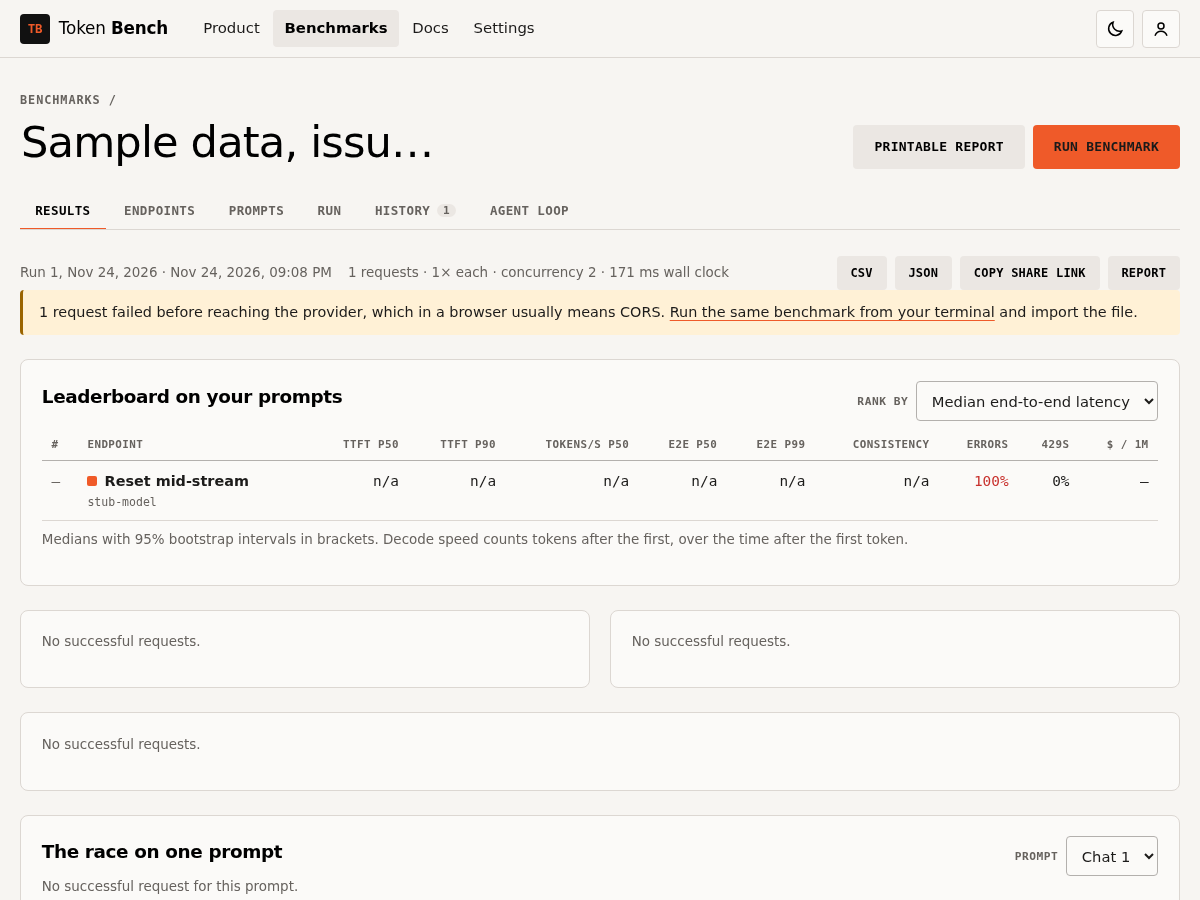 TB Token Bench Product Benchmarks Docs Settings
BENCHMARKS /
Sample data, issu…
PRINTABLE REPORT RUN BENCHMARK
RESULTS ENDPOINTS PROMPTS RUN HISTORY 1 AGENT LOOP
Run 1, Nov 24, 2026 · Nov 24, 2026, 09:08 PM 1 requests · 1× each · concurrency 2 · 171 ms wall clock CSV JSON COPY SHARE LINK REPORT
1 request failed before reaching the provider, which in a browser usually means CORS. Run the same benchmark from your terminal and import the file.
Leaderboard on your prompts RANK BY Median end-to-end latency
# ENDPOINT TTFT P50 TTFT P90 TOKENS/S P50 E2E P50 E2E P99 CONSISTENCY ERRORS 429S $ / 1M
— Reset mid-stream n/a n/a n/a n/a n/a n/a 100% 0% —
stub-model
Medians with 95% bootstrap intervals in brackets. Decode speed counts tokens after the first, over the time after the first token.
No successful requests. No successful requests.
No successful requests.
The race on one prompt PROMPT Chat 1
No successful request for this prompt.